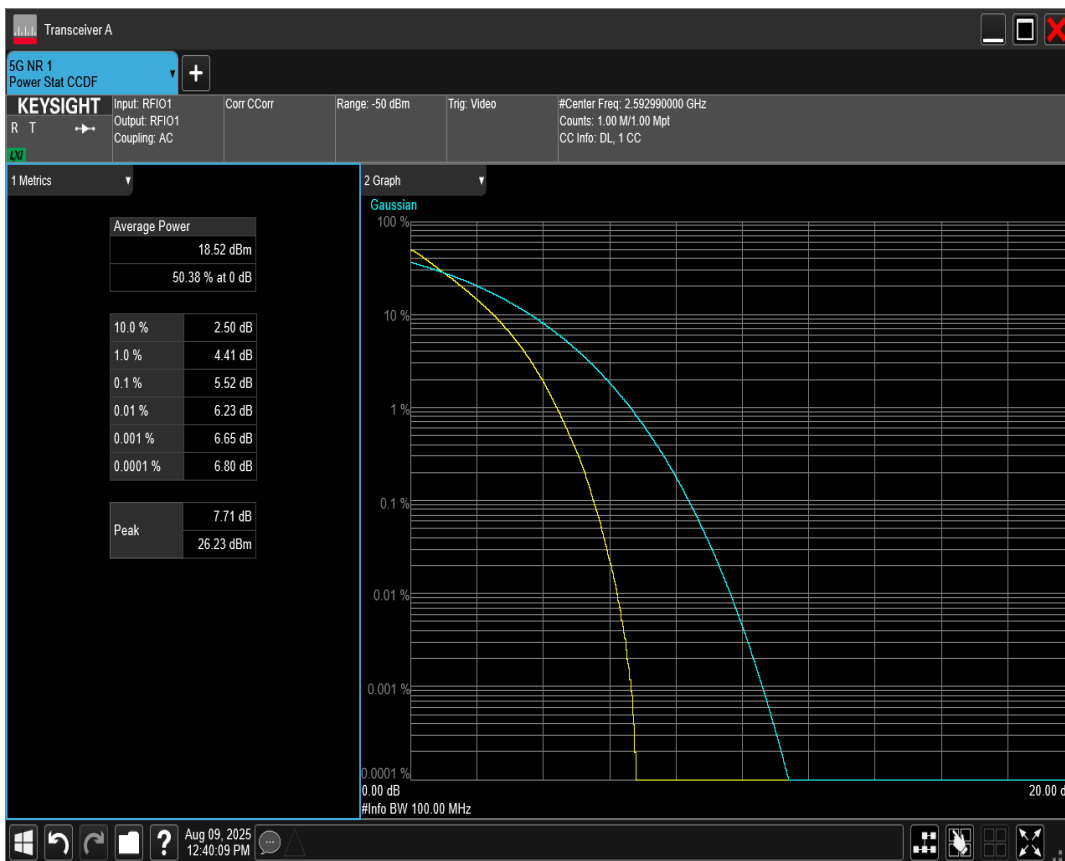 Transceiver A
5G NR 1
Power Stat CCDF
+
KEYSIGHT
R T
LXI
Input: RFIO1
Output: RFIO1
Coupling: AC
Corr CCorr
Range: -50 dBm
Trig: Video
#Center Freq: 2.592990000 GHz
Counts: 1.00 M/1.00 Mpt
CC Info: DL, 1 CC
1 Metrics
Average Power
18.52 dBm
50.38 % at 0 dB
10.0 % 2.50 dB
1.0 % 4.41 dB
0.1 % 5.52 dB
0.01 % 6.23 dB
0.001 % 6.65 dB
0.0001 % 6.80 dB
Peak
7.71 dB
26.23 dBm
2 Graph
Gaussian
100 %
10 %
1 %
0.1 %
0.01 %
0.001 %
0.0001 %
0.00 dB
20.00 d
#Info BW 100.00 MHz
?
Aug 09, 2025
12:40:09 PM